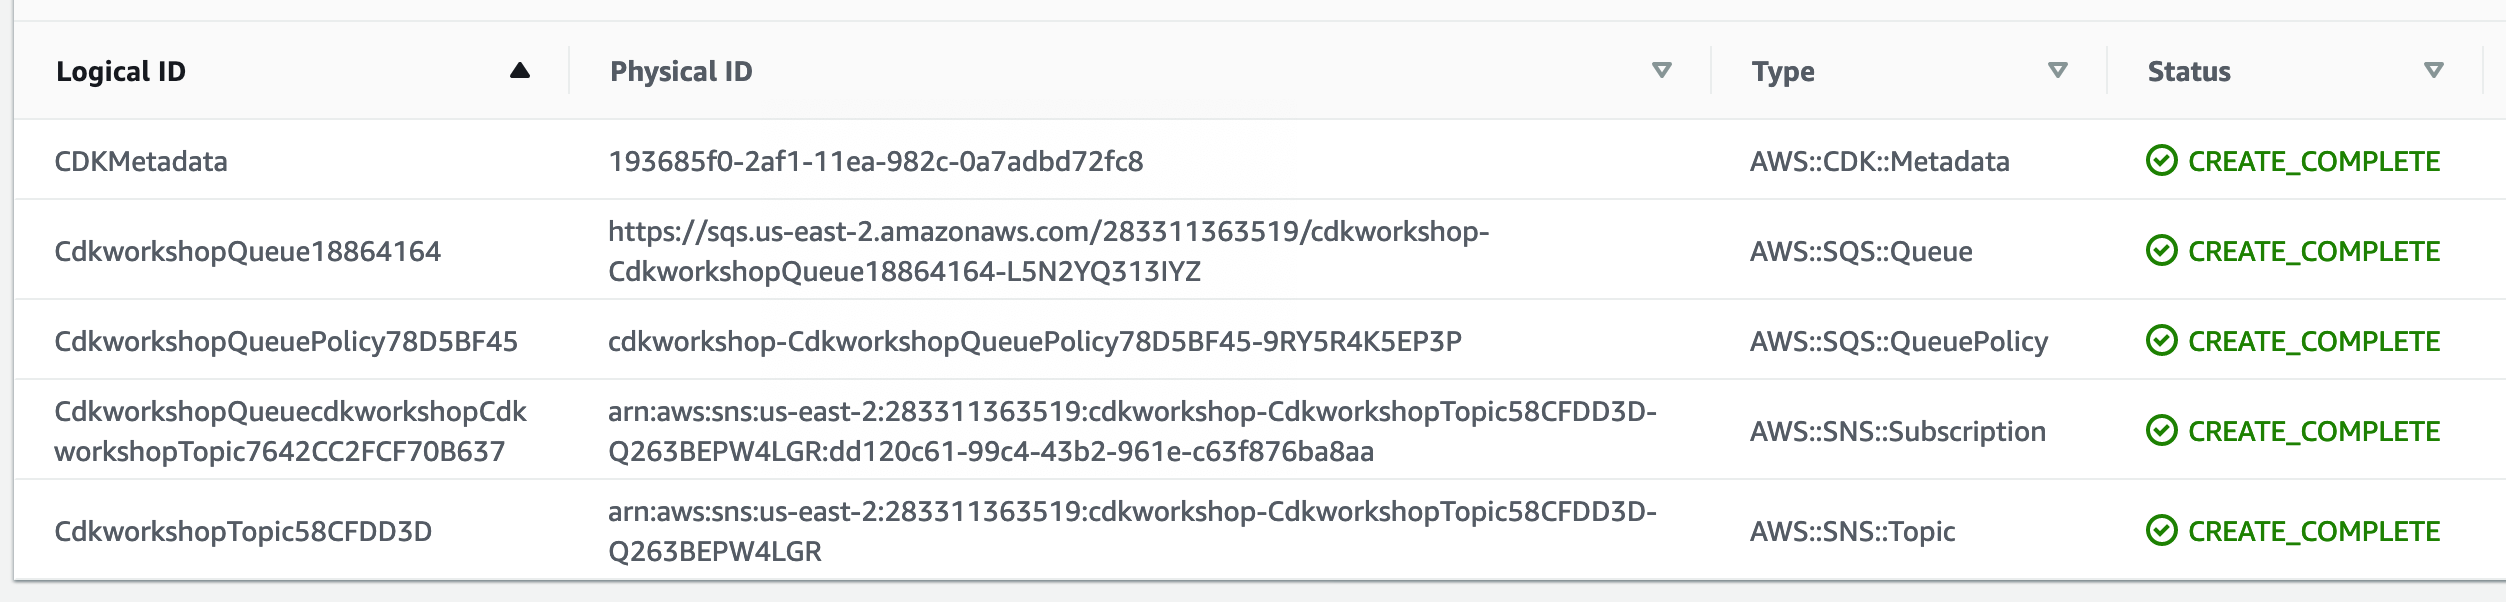 Logical ID Physical ID Type Status
CDKMetadata 193685f0-2af1-11ea-982c-0a7adbd72fc8 AWS::CDK::Metadata CREATE_COMPLETE
CdkworkshopQueue18864164 https://sqs.us-east-2.amazonaws.com/283311363519/cdkworkshop-
CdkworkshopQueue18864164-L5N2YQ313IYZ AWS::SQS::Queue CREATE_COMPLETE
CdkworkshopQueuePolicy78D5BF45 cdkworkshop-CdkworkshopQueuePolicy78D5BF45-9RY5R4K5EP3P AWS::SQS::QueuePolicy CREATE_COMPLETE
CdkworkshopQueuecdkworkshopCdk
workshopTopic7642CC2FCF70B637 arn:aws:sns:us-east-2:283311363519:cdkworkshop-CdkworkshopTopic58CFDD3D-
Q263BEPW4LGR:dd120c61-99c4-43b2-961e-c63f876ba8aa AWS::SNS::Subscription CREATE_COMPLETE
CdkworkshopTopic58CFDD3D arn:aws:sns:us-east-2:283311363519:cdkworkshop-CdkworkshopTopic58CFDD3D-
Q263BEPW4LGR AWS::SNS::Topic CREATE_COMPLETE